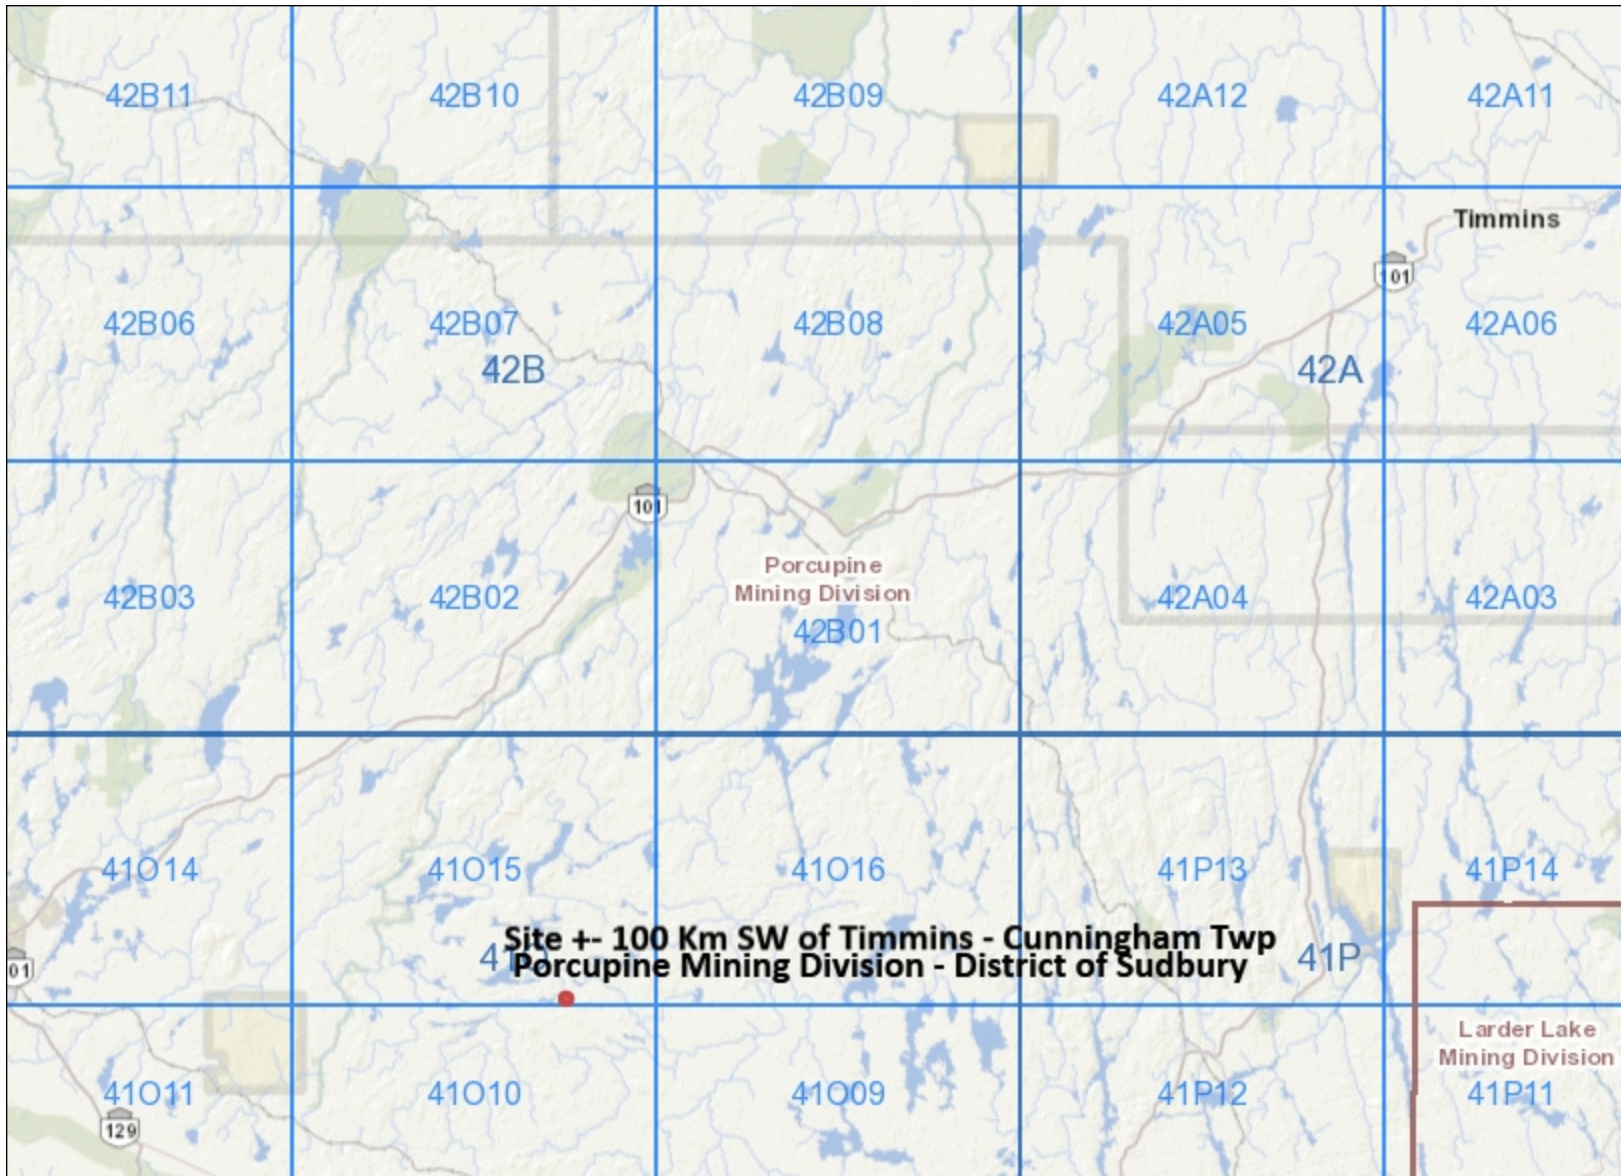 42B11
42B10
42B09
42A12
42A11
Timmins
101
42B06
42B07
42B08
42A05
42A06
42B
42A
101
Porcupine
Mining Division
42B03
42B02
42B01
42A04
42A03
41O14
41O15
41O16
41P13
41P14
Site +- 100 Km SW of Timmins - Cunningham Twp
41P
Porcupine Mining Division - District of Sudbury
01
Larder Lake
Mining Division
41O11
41O10
41O09
41P12
41P11
129